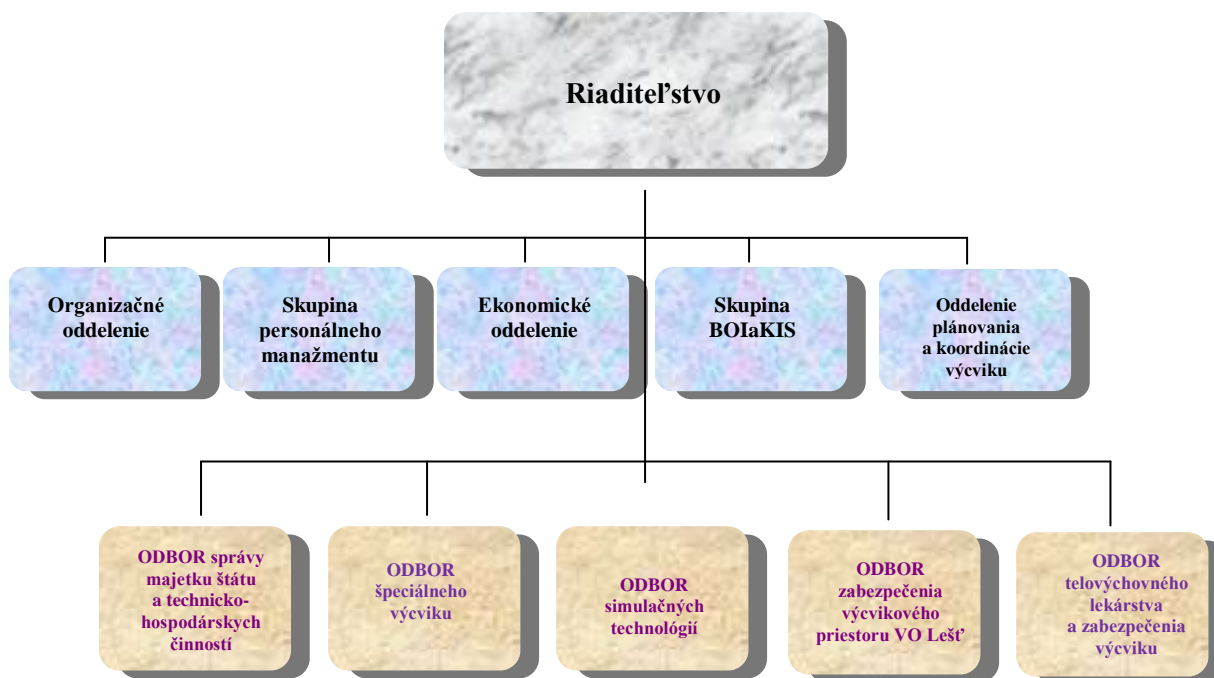 Riaditeľstvo
Organizačné
oddelenie
Skupina
personálneho
manažmentu
Ekonomické
oddelenie
Skupina
BOIaKIS
Oddelenie
plánovania
a koordinácie
výcviku
ODBOR správy
majetku štátu
a technicko-
hospodárskych
činností
ODBOR
špeciálneho
výcviku
ODBOR
simulačných
technológií
ODBOR
zabezpečenia
výcvikového
priestoru VO Lešť
ODBOR
telovýchovného
lekárstva
a zabezpečenia
výcviku